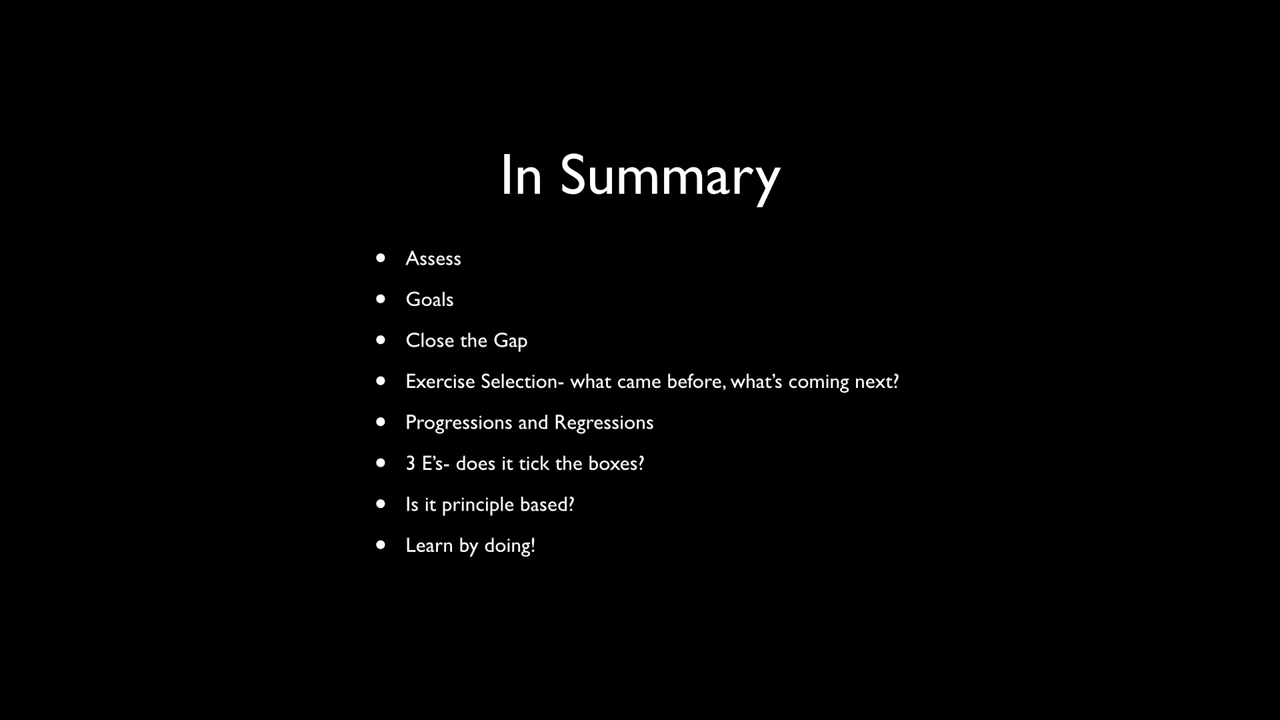 In Summary
• Assess
• Goals
• Close the Gap
• Exercise Selection- what came before, what's coming next?
• Progressions and Regressions
• 3 E's- does it tick the boxes?
• Is it principle based?
• Learn by doing!